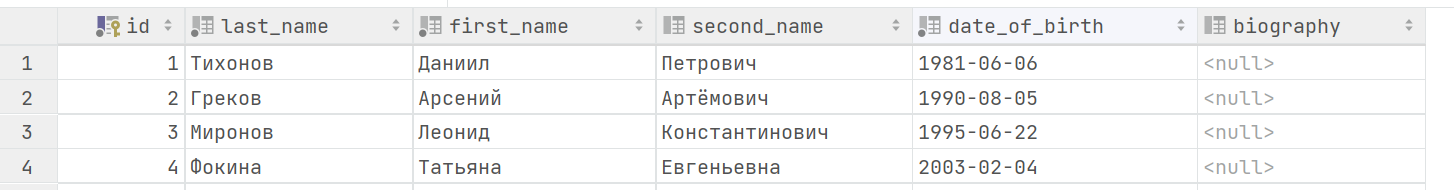 id last_name first_name second_name date_of_birth biography
1 1 Тихонов Даниил Петрович 1981-06-06 <null>
2 2 Греков Арсений Артёмович 1990-08-05 <null>
3 3 Миронов Леонид Константинович 1995-06-22 <null>
4 4 Фокина Татьяна Евгеньевна 2003-02-04 <null>